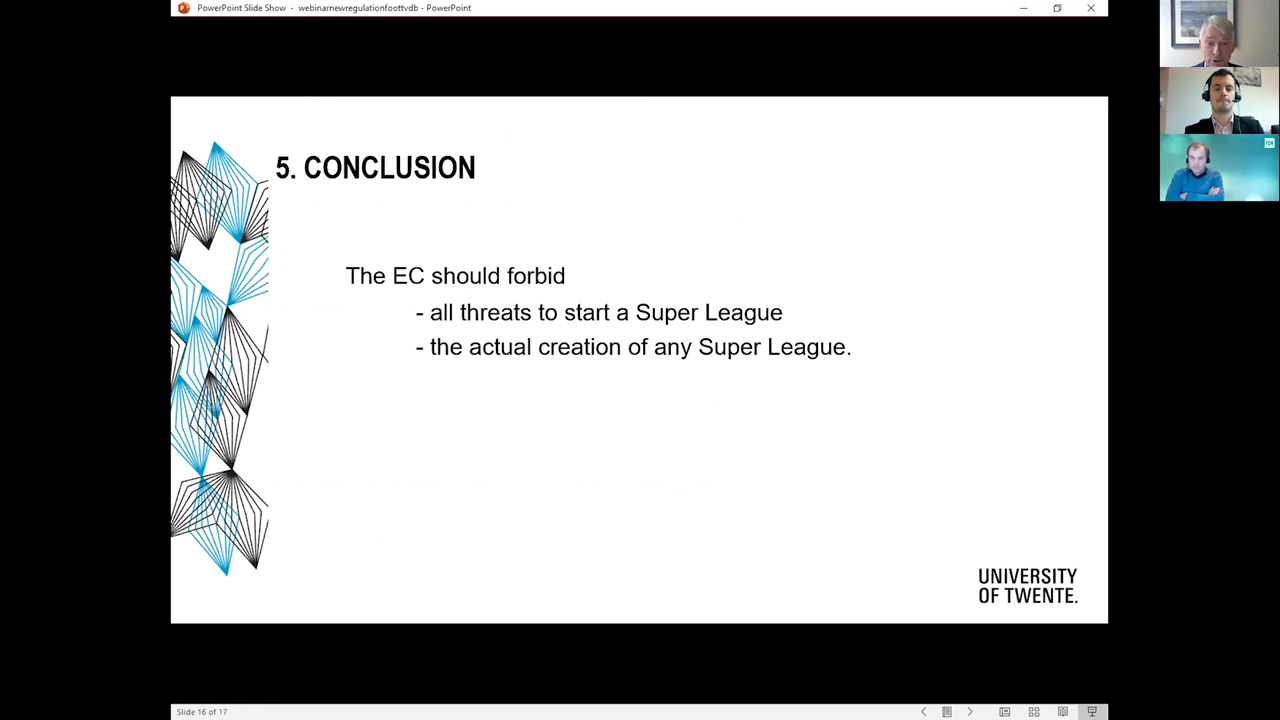 PowerPoint Slide Show - webinarnewregulationfoottvdb - PowerPoint
5. CONCLUSION
The EC should forbid
- all threats to start a Super League
- the actual creation of any Super League.
UNIVERSITY
OF TWENTE.
Slide 16 of 17